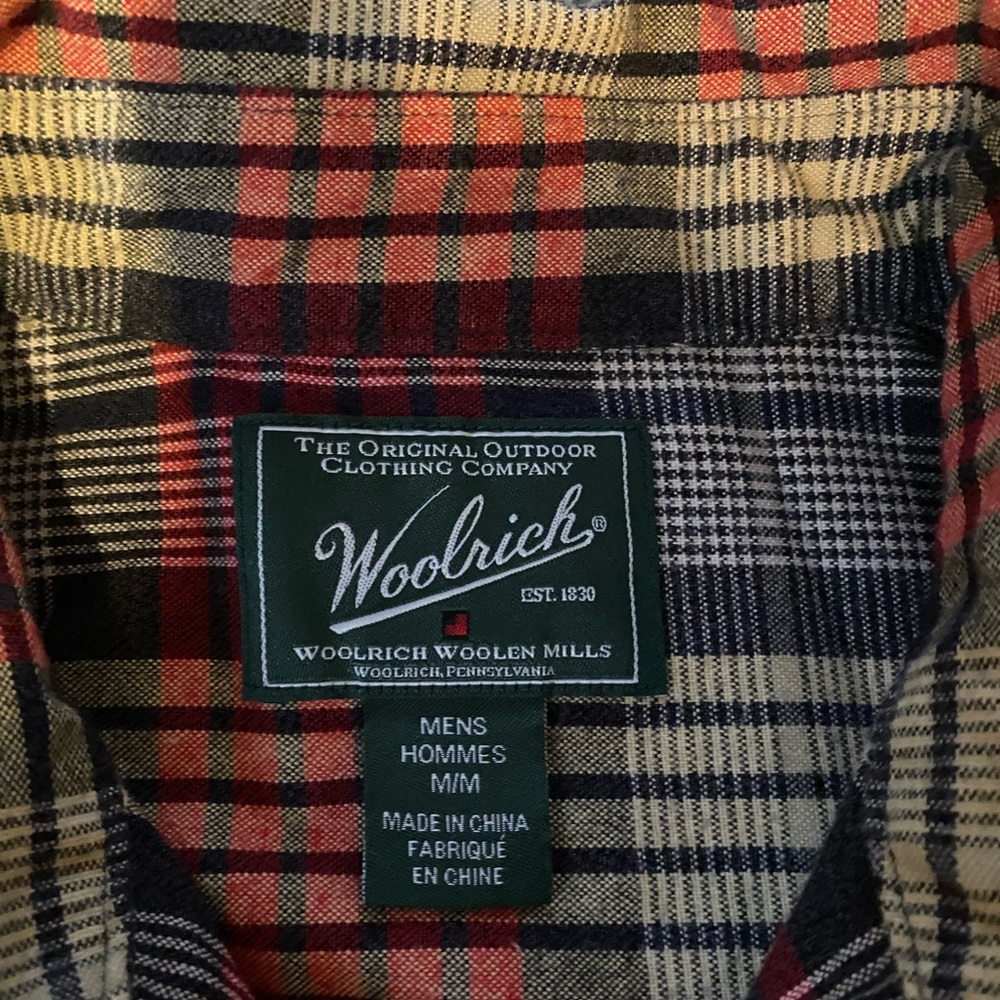 THE ORIGINAL OUTDOOR
CLOTHING COMPANY
Woolrich®
EST. 1830
WOOLRICH WOOLEN MILLS
WOOLRICH, PENNSYLVANIA
MENS
HOMMES
M/M
MADE IN CHINA
FABRIQUÉ
EN CHINE